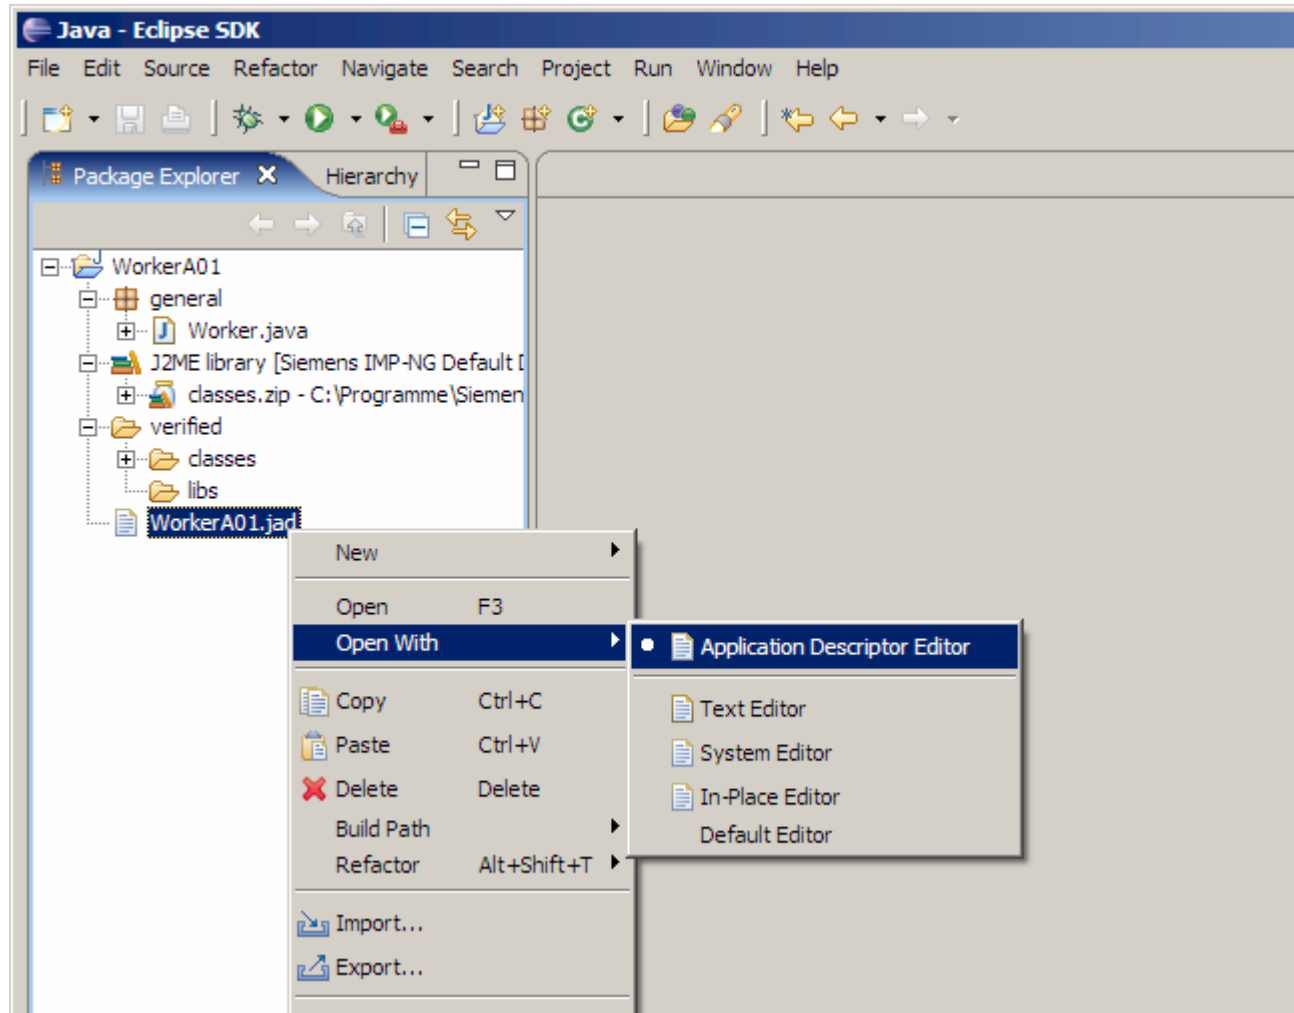 Java - Eclipse SDK
File Edit Source Refactor Navigate Search Project Run Window Help
Package Explorer Hierarchy
WorkerA01
general
Worker.java
J2ME library [Siemens IMP-NG Default D
classes.zip - C:\Programme\Siemen
verified
classes
libs
WorkerA01.jad
New
Open F3
Open With
Application Descriptor Editor
Text Editor
System Editor
In-Place Editor
Default Editor
Copy Ctrl+C
Paste Ctrl+V
Delete Delete
Build Path
Refactor Alt+Shift+T
Import...
Export...